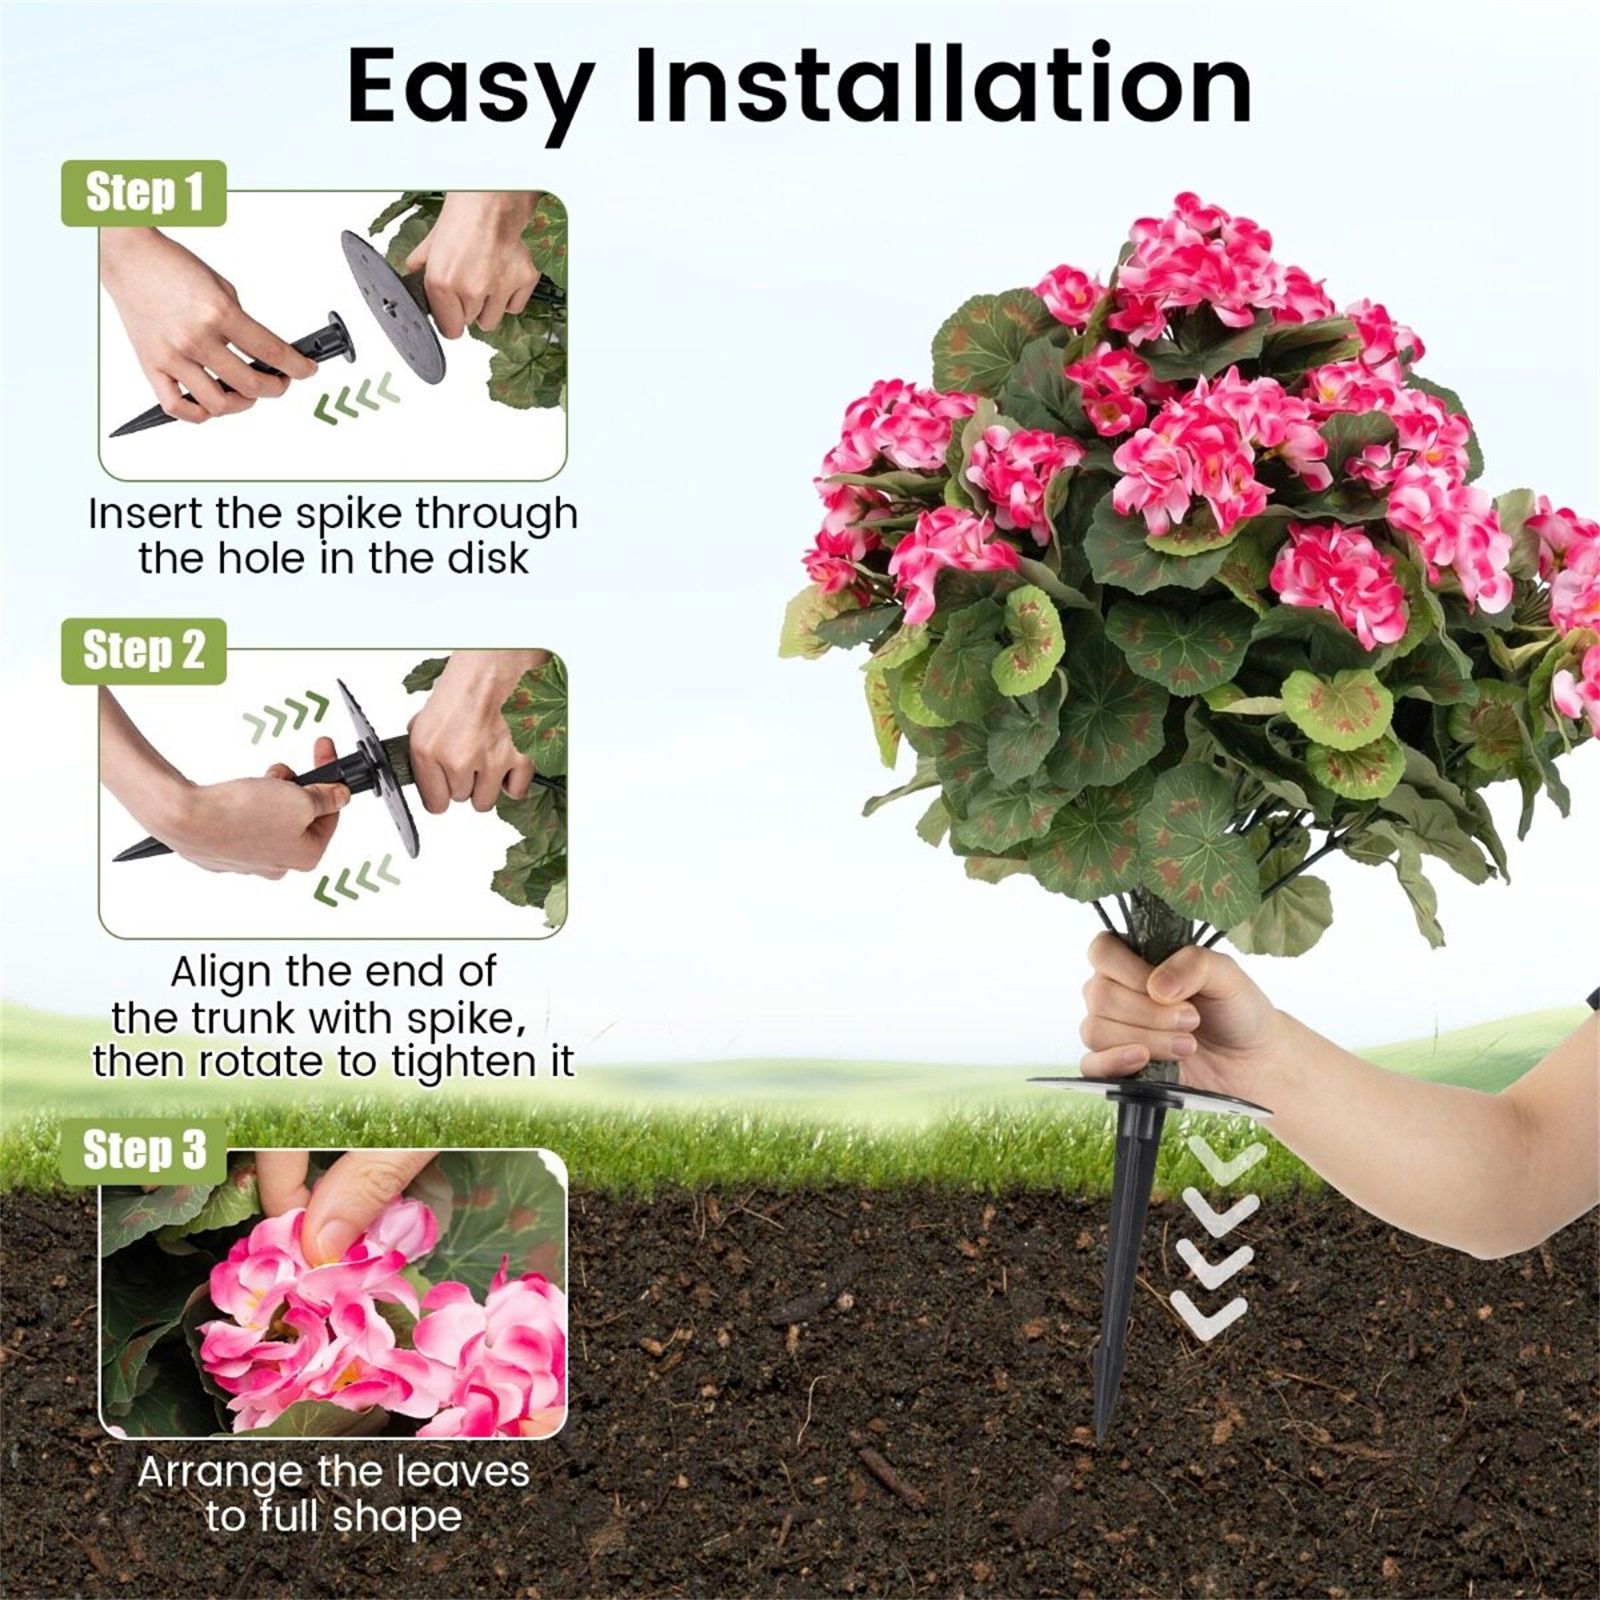 Easy Installation
Step 1
Insert the spike through
the hole in the disk
Step 2
Align the end of
the trunk with spike,
then rotate to tighten it
Step 3
Arrange the leaves
to full shape